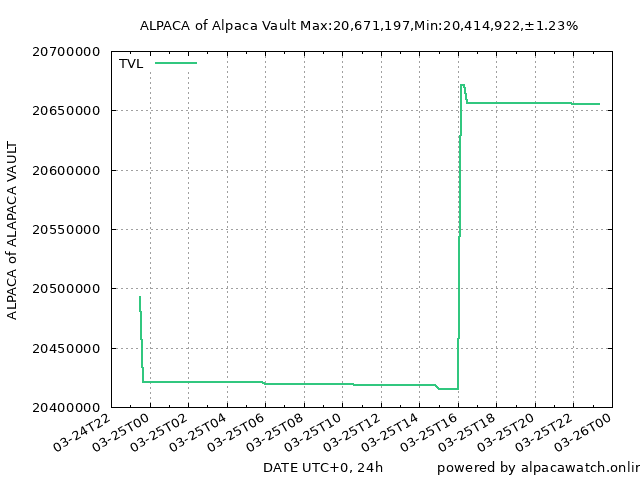 ALPACA of Alpaca Vault Max:20,671,197,Min:20,414,922,±1.23%
20700000
TVL
20650000
20600000
20550000
20500000
20450000
20400000
ALPACA of ALAPACA VAULT
03-24T22
03-25T00
03-25T02
03-25T04
03-25T06
03-25T08
03-25T10
03-25T12
03-25T14
03-25T16
03-25T18
03-25T20
03-25T22
03-26T00
DATE UTC+0, 24h
powered by alpacawatch.onlin